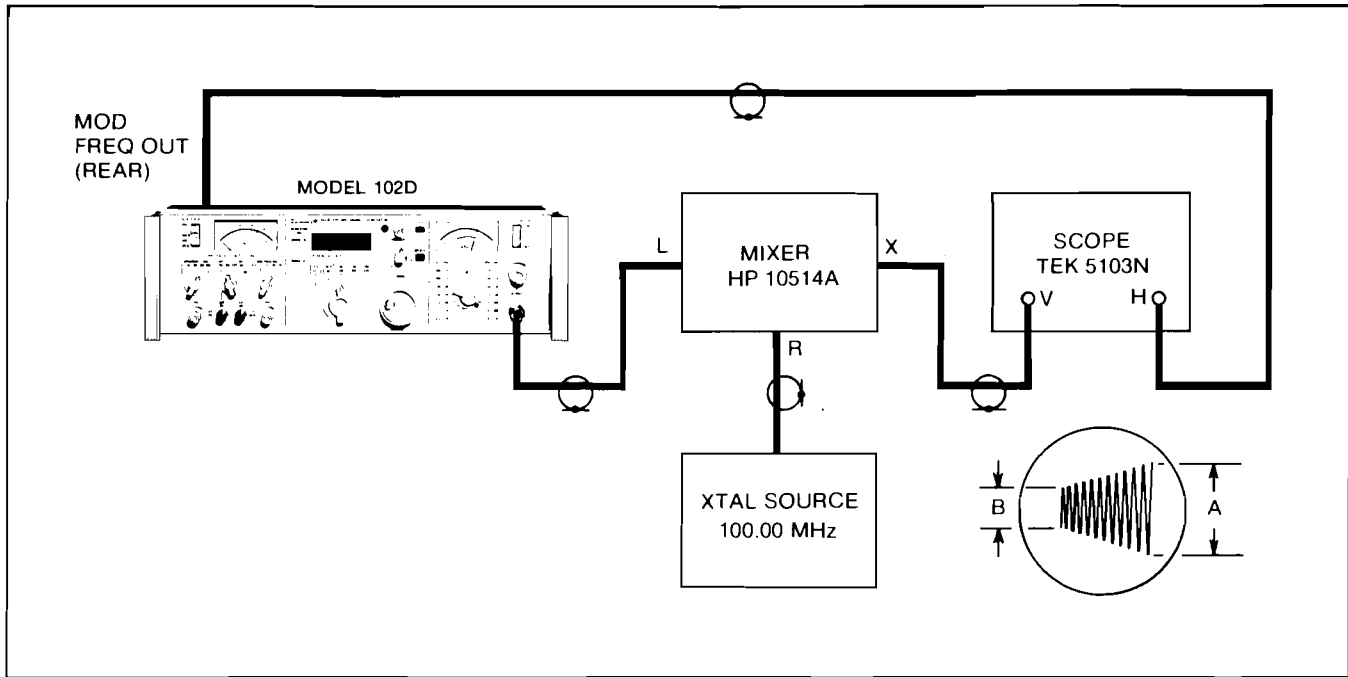 MOD
FREQ OUT
(REAR)
MODEL 102D
L
MIXER
HP 10514A
X
SCOPE
TEK 5103N
V
H
R
XTAL SOURCE
100.00 MHz
B
A